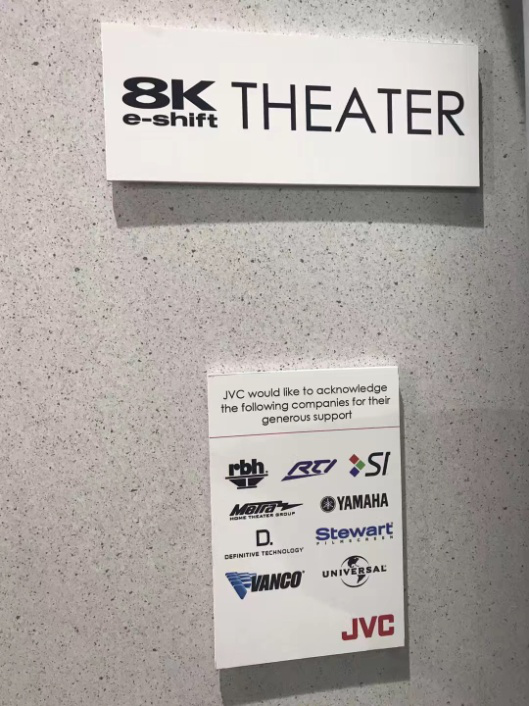 8K
e-shift THEATER
JVC would like to acknowledge
the following companies for their
generous support
rbh RTI SI
Metra
HOME THEATER GROUP
YAMAHA
D.
DEFINITIVE TECHNOLOGY
Stewart
FILMSCREEN
VANCO
UNIVERSAL
JVC